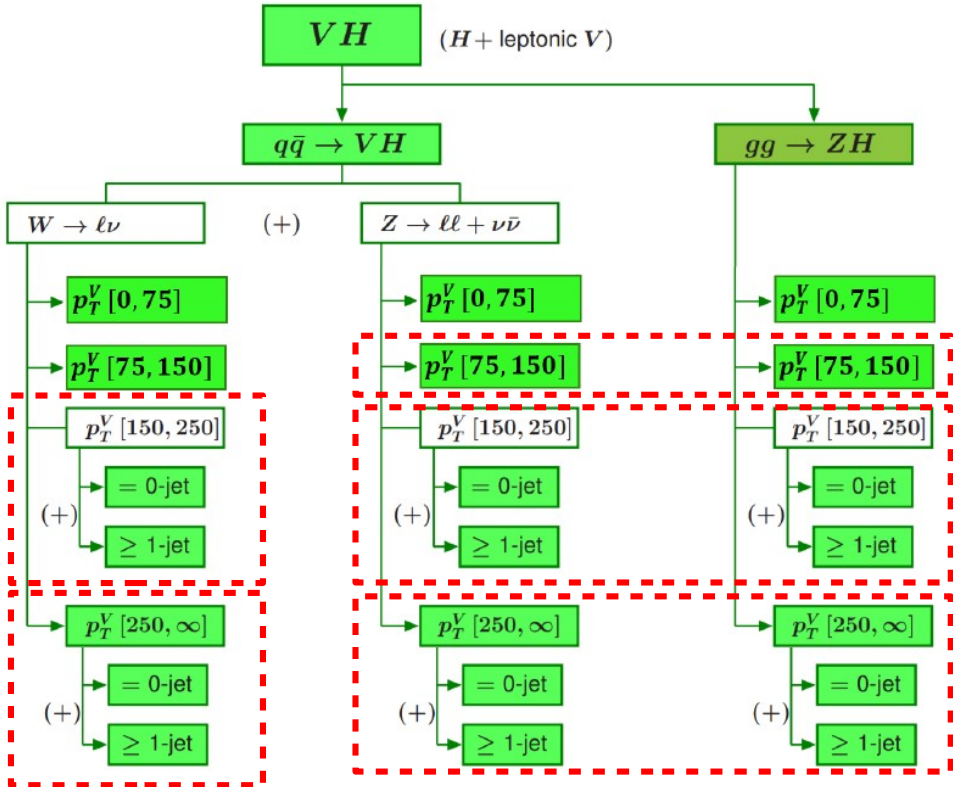 VH (H + leptonic V)
qq̄ → VH
gg → ZH
W → ℓν
(+)
Z → ℓℓ + νν̄
p_T^V [0, 75]
p_T^V [0, 75]
p_T^V [0, 75]
p_T^V [75, 150]
p_T^V [75, 150]
p_T^V [75, 150]
p_T^V [150, 250]
p_T^V [150, 250]
p_T^V [150, 250]
= 0-jet
= 0-jet
= 0-jet
(+)
(+)
(+)
≥ 1-jet
≥ 1-jet
≥ 1-jet
p_T^V [250, ∞]
p_T^V [250, ∞]
p_T^V [250, ∞]
= 0-jet
= 0-jet
= 0-jet
(+)
(+)
(+)
≥ 1-jet
≥ 1-jet
≥ 1-jet